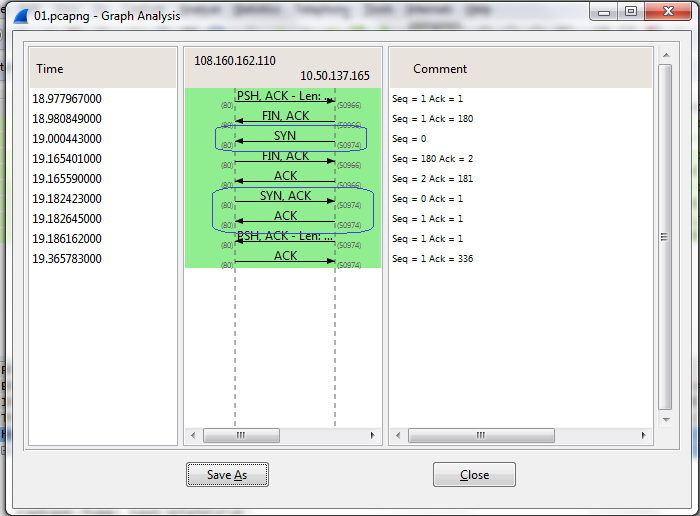 01.pcapng - Graph Analysis
Time
108.160.162.110
10.50.137.165
Comment
18.978967000 PSH, ACK - Len: ... (80) (50966) Seq = 1 Ack = 1
18.980849000 FIN, ACK (80) (50966) Seq = 1 Ack = 180
19.000443000 SYN (80) (50974) Seq = 0
19.165401000 FIN, ACK (80) (50966) Seq = 180 Ack = 2
19.165590000 ACK (80) (50966) Seq = 2 Ack = 181
19.182423000 SYN, ACK (80) (50974) Seq = 0 Ack = 1
19.182645000 ACK (80) (50974) Seq = 1 Ack = 1
19.186162000 PSH, ACK - Len: ... (80) (50974) Seq = 1 Ack = 1
19.365783000 ACK (80) (50974) Seq = 1 Ack = 336
Save As
Close